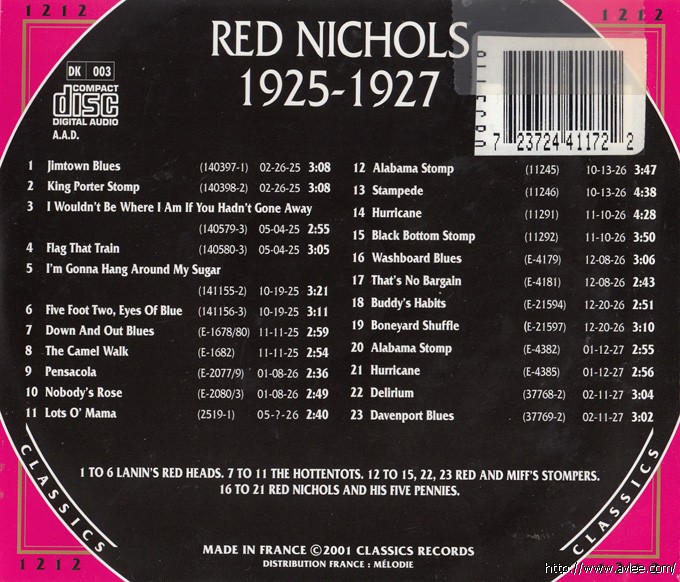 1212
1212
RED NICHOLS
1925-1927
DK 003
COMPACT
disc
DIGITAL AUDIO
A.A.D.
7 23724 41172 2
1 Jimtown Blues (140397-1) 02-26-25 3:08
2 King Porter Stomp (140398-2) 02-26-25 3:08
3 I Wouldn't Be Where I Am If You Hadn't Gone Away
(140579-3) 05-04-25 2:55
4 Flag That Train (140580-3) 05-04-25 3:05
5 I'm Gonna Hang Around My Sugar
(141155-2) 10-19-25 3:21
6 Five Foot Two, Eyes Of Blue (141156-3) 10-19-25 3:11
7 Down And Out Blues (E-1678/80) 11-11-25 2:59
8 The Camel Walk (E-1682) 11-11-25 2:54
9 Pensacola (E-2077/9) 01-08-26 2:36
10 Nobody's Rose (E-2080/3) 01-08-26 2:49
11 Lots O' Mama (2519-1) 05-?-26 2:40
12 Alabama Stomp (11245) 10-13-26 3:47
13 Stampede (11246) 10-13-26 4:38
14 Hurricane (11291) 11-10-26 4:28
15 Black Bottom Stomp (11292) 11-10-26 3:50
16 Washboard Blues (E-4179) 12-08-26 3:06
17 That's No Bargain (E-4181) 12-08-26 2:43
18 Buddy's Habits (E-21594) 12-20-26 2:51
19 Boneyard Shuffle (E-21597) 12-20-26 3:10
20 Alabama Stomp (E-4382) 01-12-27 2:55
21 Hurricane (E-4385) 01-12-27 2:56
22 Delirium (37768-2) 02-11-27 3:04
23 Davenport Blues (37769-2) 02-11-27 3:02
1 TO 6 LANIN'S RED HEADS. 7 TO 11 THE HOTTENTOTS. 12 TO 15, 22, 23 RED AND MIFF'S STOMPERS.
16 TO 21 RED NICHOLS AND HIS FIVE PENNIES.
CLASSICS
CLASSICS
MADE IN FRANCE ©2001 CLASSICS RECORDS
DISTRIBUTION FRANCE : MÉLODIE
1212
1212
http://www.avlee.com/